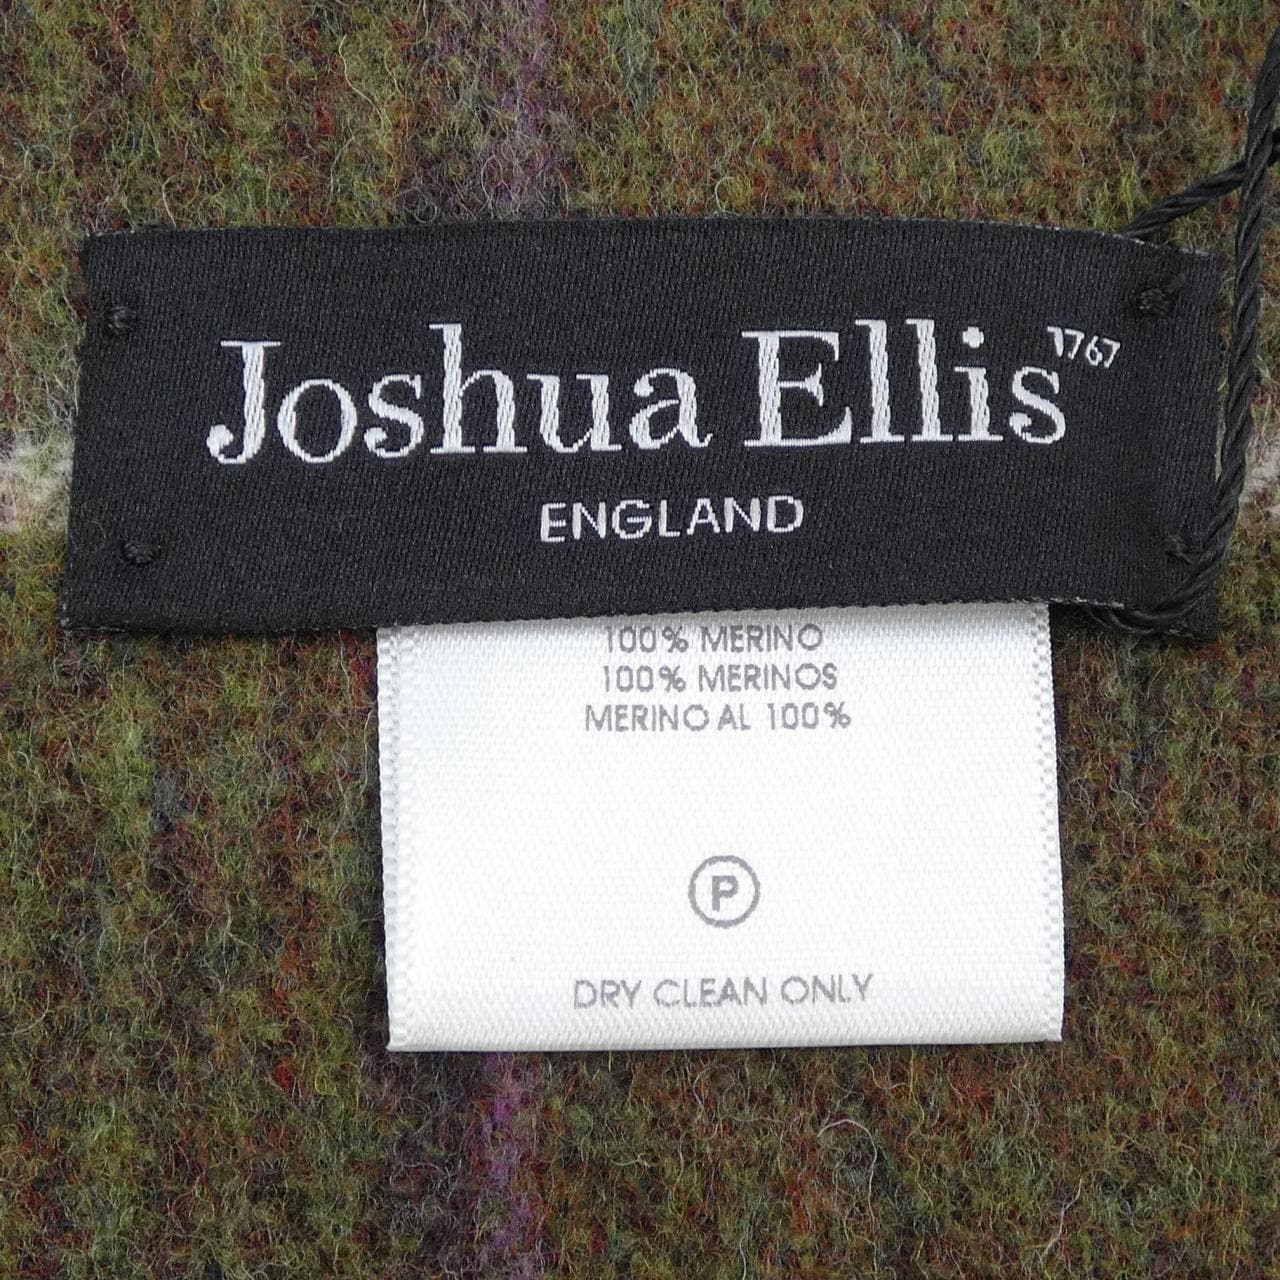 Joshua Ellis 1767
ENGLAND
100% MERINO
100% MERINOS
MERINO AL 100%
P
DRY CLEAN ONLY